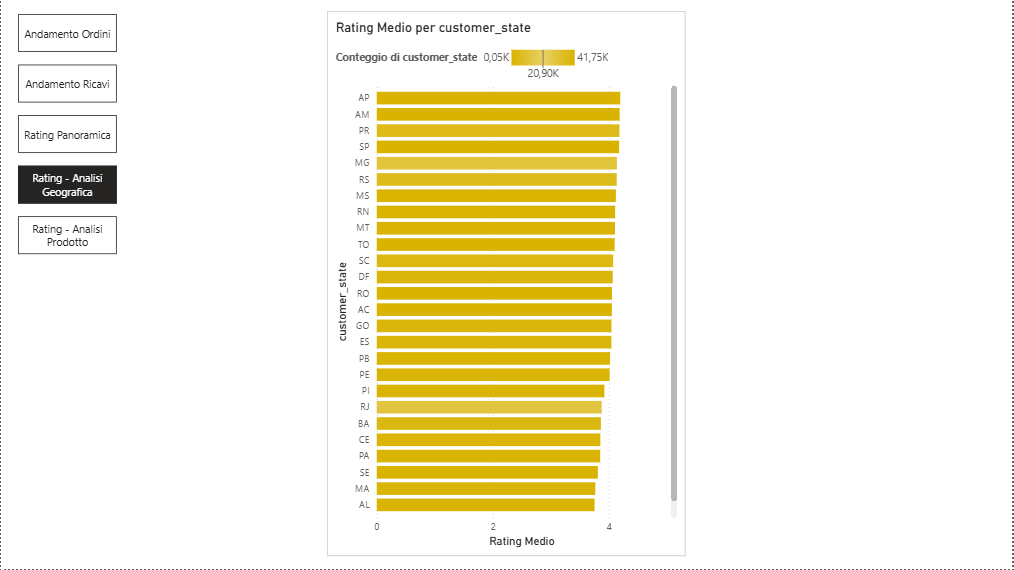 Andamento Ordini
Andamento Ricavi
Rating Panoramica
Rating - Analisi
Geografica
Rating - Analisi
Prodotto
Rating Medio per customer_state
Conteggio di customer_state 0,05K 41,75K
20,90K
customer_state
AP
AM
PR
SP
MG
RS
MS
RN
MT
TO
SC
DF
RO
AC
GO
ES
PB
PE
PI
RJ
BA
CE
PA
SE
MA
AL
0 2 4
Rating Medio